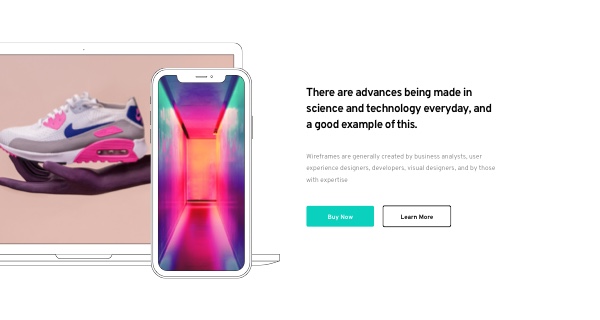 There are advances being made in
science and technology everyday, and
a good example of this.
Wireframes are generally created by business analysts, user
experience designers, developers, visual designers, and by those
with expertise
Buy Now
Learn More